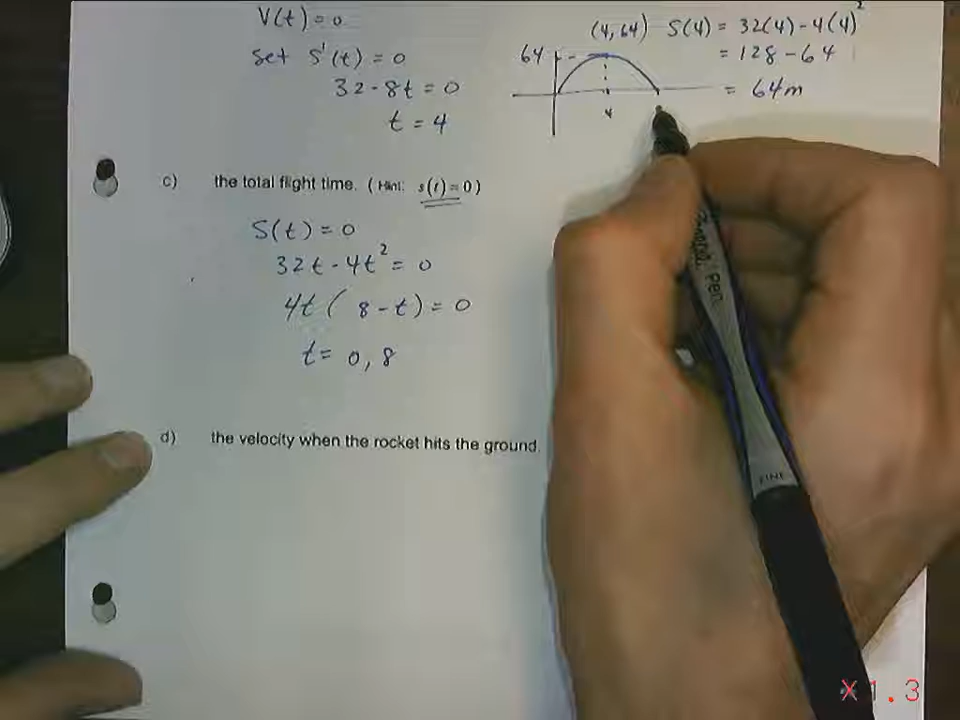 V(t) = 0
set S'(t) = 0
32 - 8t = 0
t = 4
(4, 64) S(4) = 32(4) - 4(4)²
= 128 - 64
= 64m
64
4
c) the total flight time. (Hint: s(t) = 0)
S(t) = 0
32t - 4t² = 0
4t ( 8 - t) = 0
t = 0, 8
d) the velocity when the rocket hits the ground.
Pen
FINE
X1.3